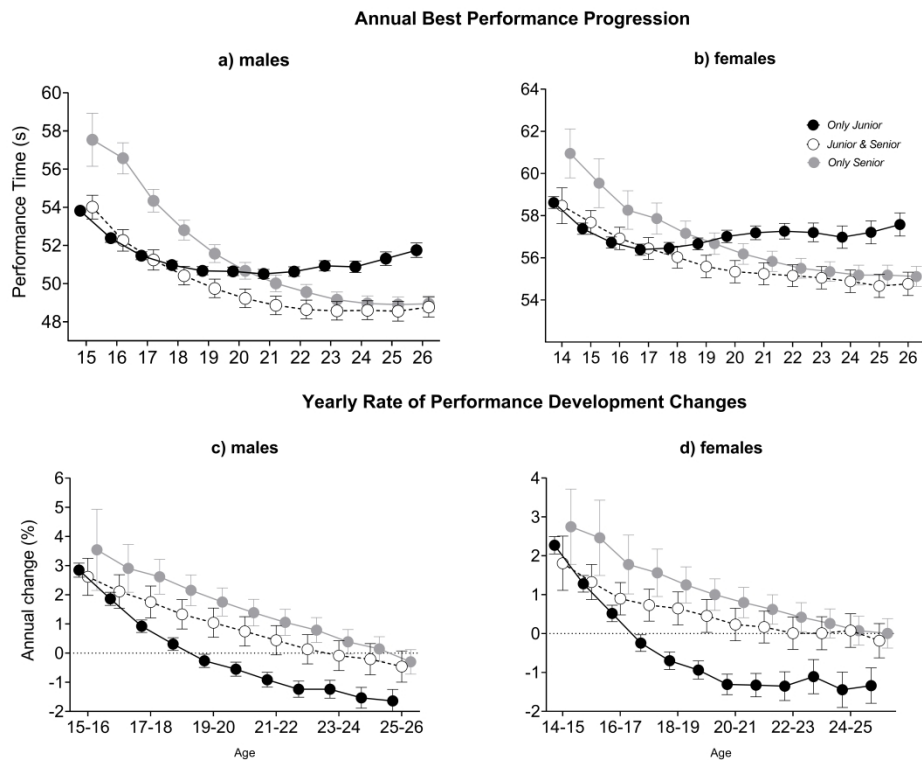 Annual Best Performance Progression
a) males
60
58
56
54
52
50
48
Performance Time (s)
15 16 17 18 19 20 21 22 23 24 25 26
b) females
64
62
60
58
56
54
14 15 16 17 18 19 20 21 22 23 24 25 26
Only Junior
Junior & Senior
Only Senior
Yearly Rate of Performance Development Changes
c) males
6
5
4
3
2
1
0
-1
-2
Annual change (%)
15-16 17-18 19-20 21-22 23-24 25-26
Age
d) females
4
3
2
1
0
-1
-2
14-15 16-17 18-19 20-21 22-23 24-25
Age